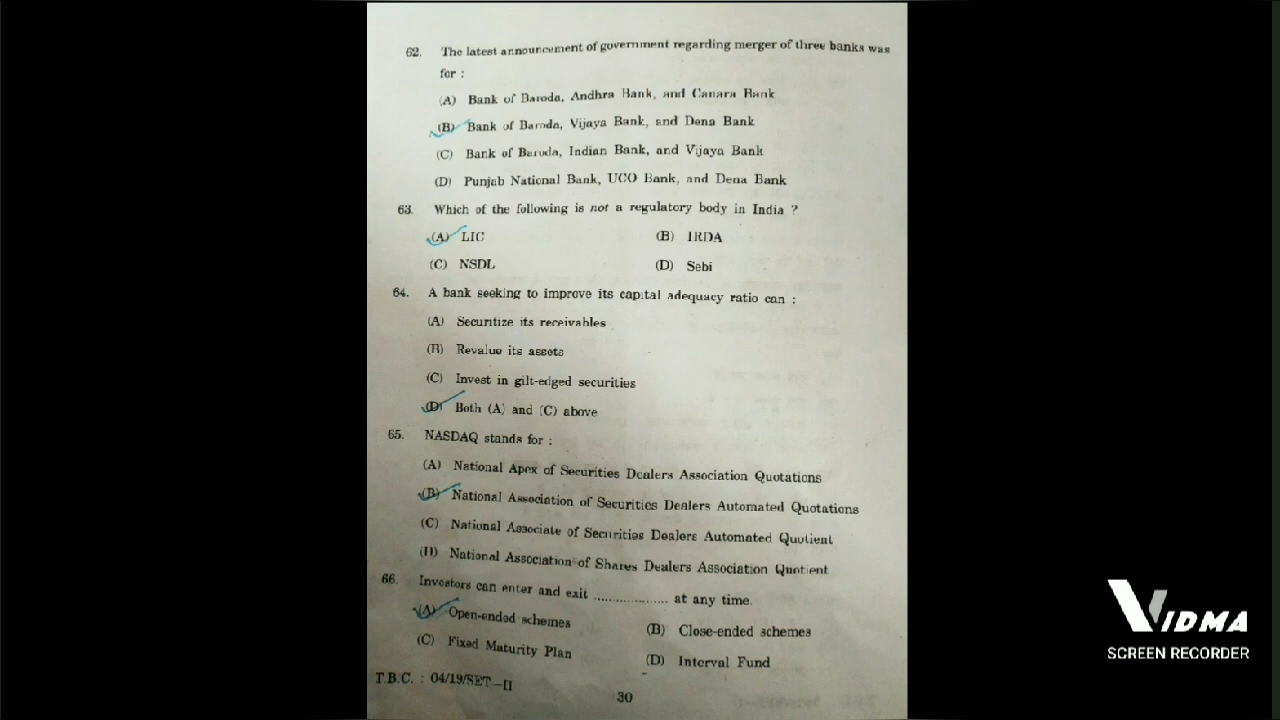 62. The latest announcement of government regarding merger of three banks was
for :
(A) Bank of Baroda, Andhra Bank, and Canara Bank
(B) Bank of Baroda, Vijaya Bank, and Dena Bank
(C) Bank of Baroda, Indian Bank, and Vijaya Bank
(D) Punjab National Bank, UCO Bank, and Dena Bank
63. Which of the following is not a regulatory body in India ?
(A) LIC (B) IRDA
(C) NSDL (D) Sebi
64. A bank seeking to improve its capital adequacy ratio can :
(A) Securitize its receivables
(B) Revalue its assets
(C) Invest in gilt-edged securities
(D) Both (A) and (C) above
65. NASDAQ stands for :
(A) National Apex of Securities Dealers Association Quotations
(B) National Association of Securities Dealers Automated Quotations
(C) National Associate of Securities Dealers Automated Quotient
(D) National Association of Shares Dealers Association Quotient
66. Investors can enter and exit ................... at any time.
(A) Open-ended schemes (B) Close-ended schemes
(C) Fixed Maturity Plan (D) Interval Fund
T.B.C. : 04/19/SET–II
30
VIDMA
SCREEN RECORDER